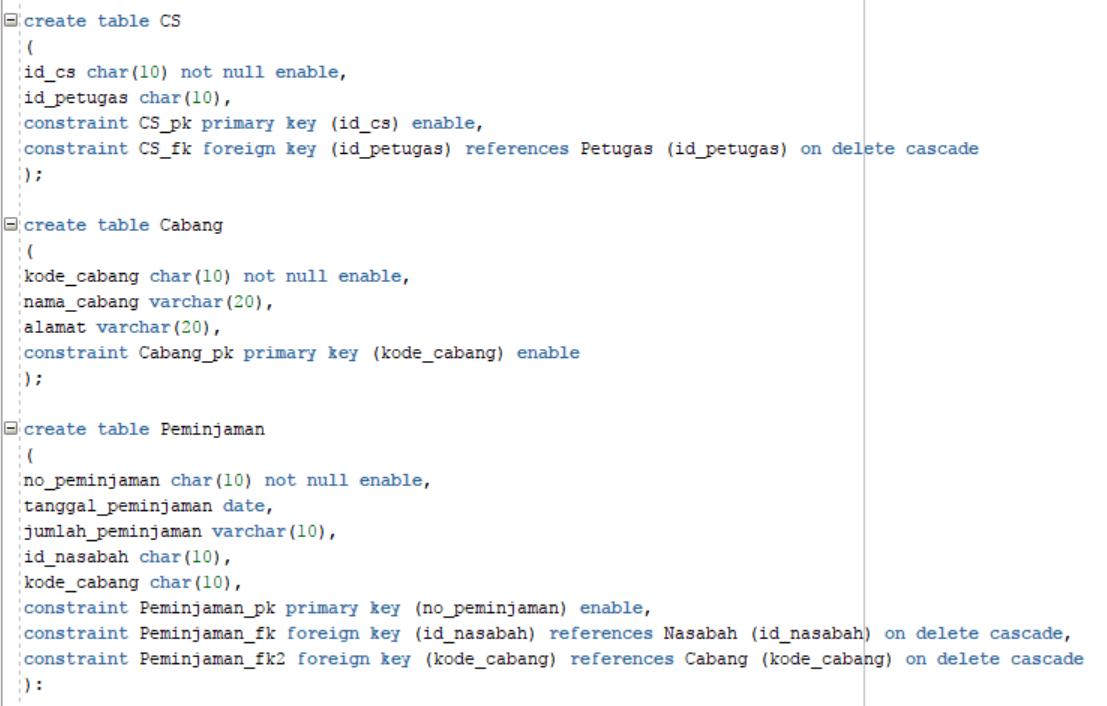 create table CS
(
id_cs char(10) not null enable,
id_petugas char(10),
constraint CS_pk primary key (id_cs) enable,
constraint CS_fk foreign key (id_petugas) references Petugas (id_petugas) on delete cascade
);
create table Cabang
(
kode_cabang char(10) not null enable,
nama_cabang varchar(20),
alamat varchar(20),
constraint Cabang_pk primary key (kode_cabang) enable
);
create table Peminjaman
(
no_peminjaman char(10) not null enable,
tanggal_peminjaman date,
jumlah_peminjaman varchar(10),
id_nasabah char(10),
kode_cabang char(10),
constraint Peminjaman_pk primary key (no_peminjaman) enable,
constraint Peminjaman_fk foreign key (id_nasabah) references Nasabah (id_nasabah) on delete cascade,
constraint Peminjaman_fk2 foreign key (kode_cabang) references Cabang (kode_cabang) on delete cascade
):